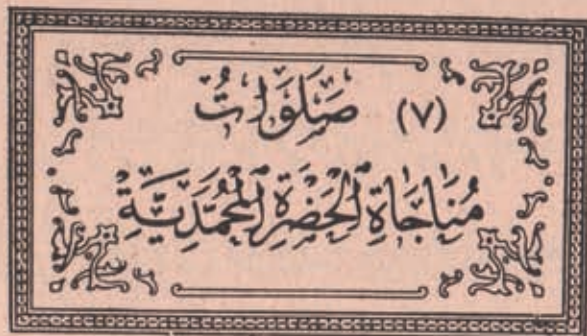 (٧) صَلَوَاتُ
مُنَاجَاةِ الْحَضْرَةِ الْمُحَمَّدِيَّةِ